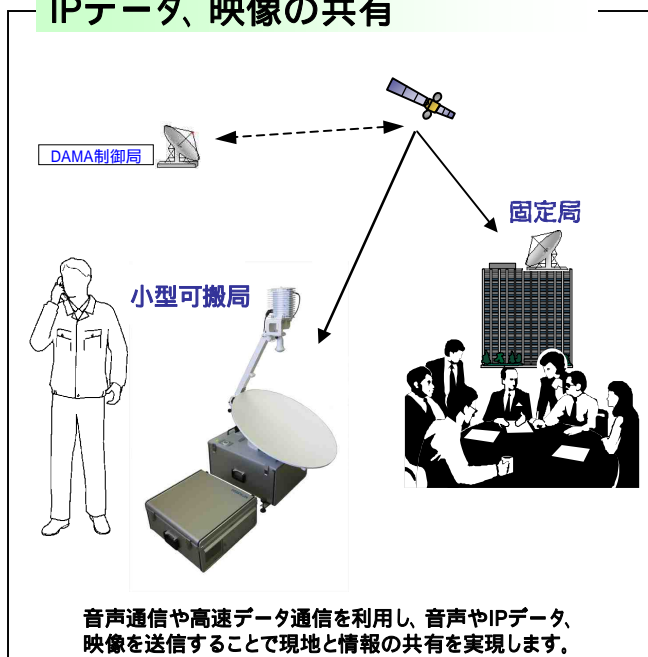 IPデータ、映像の共有
DAMA制御局
固定局
小型可搬局
音声通信や高速データ通信を利用し、音声やIPデータ、
映像を送信することで現地と情報の共有を実現します。